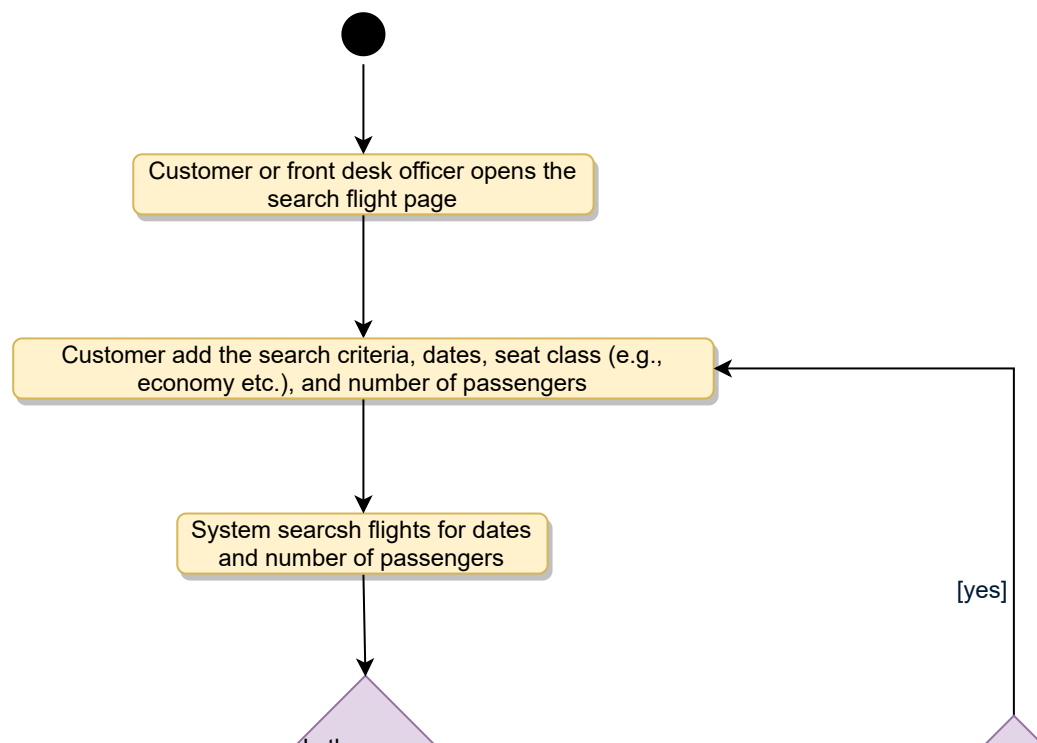 Customer or front desk officer opens the
search flight page
Customer add the search criteria, dates, seat class (e.g.,
economy etc.), and number of passengers
System searcsh flights for dates
and number of passengers
[yes]